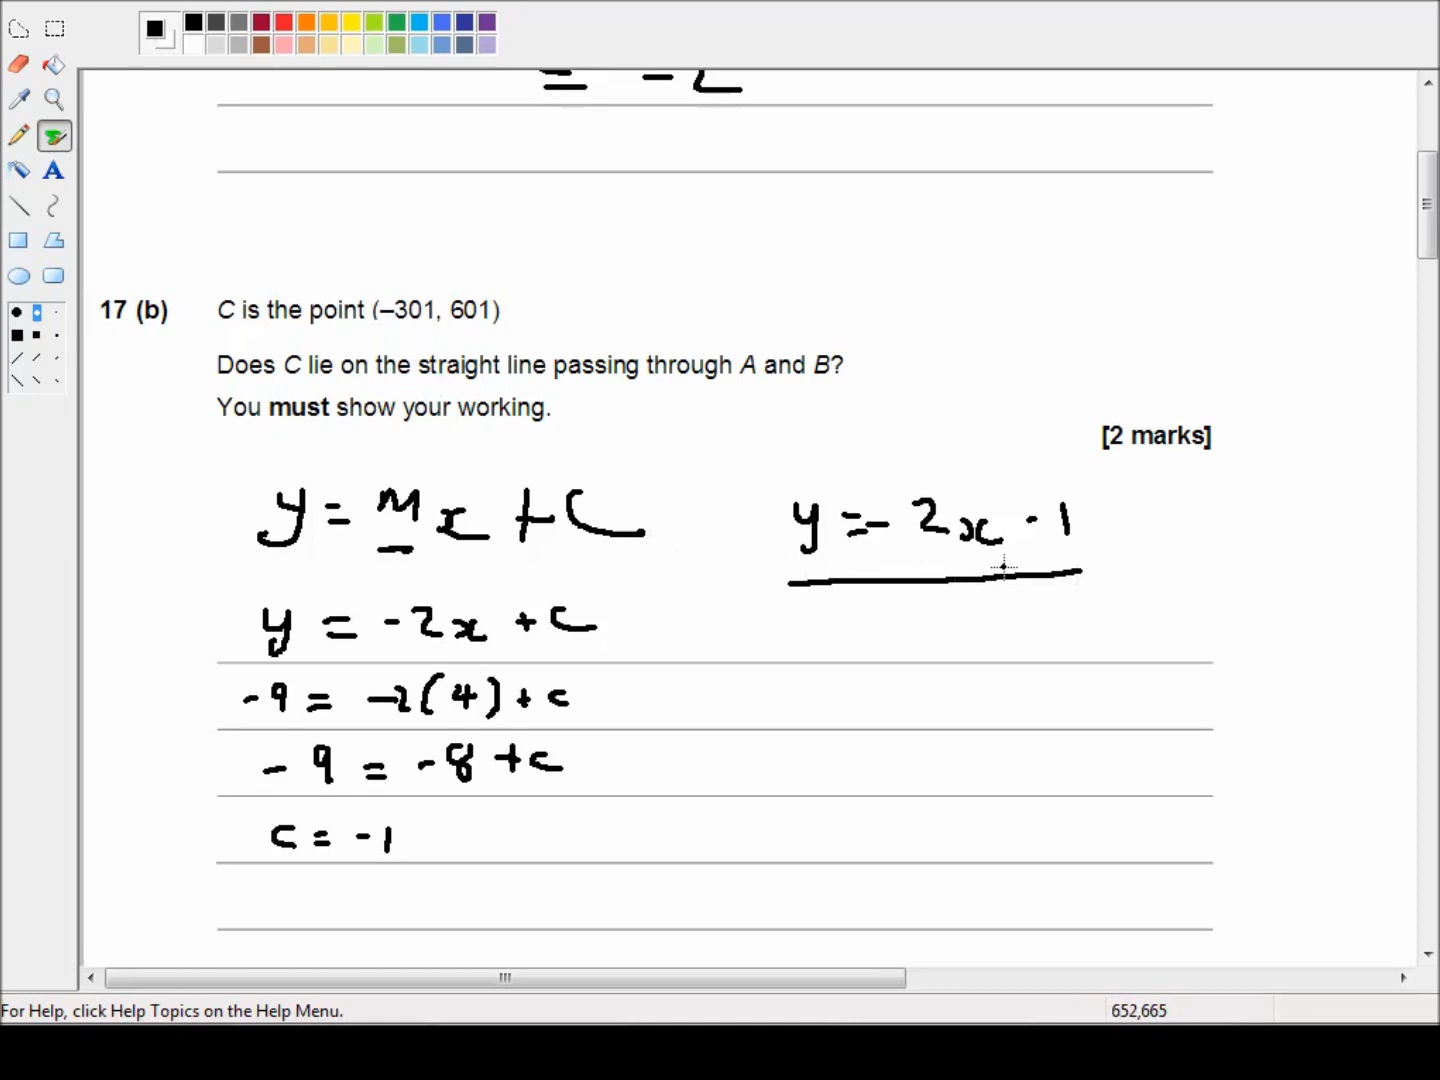 = -2
17 (b) C is the point (–301, 601)
Does C lie on the straight line passing through A and B?
You must show your working.
[2 marks]
y = mx + C
y = -2x - 1
y = -2x + c
-9 = -2(4) + c
-9 = -8 + c
c = -1
For Help, click Help Topics on the Help Menu.
652,665